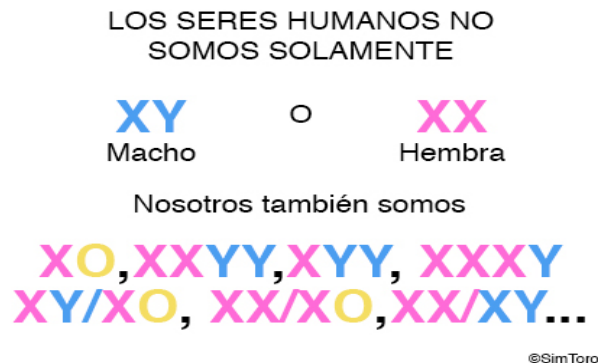 LOS SERES HUMANOS NO
SOMOS SOLAMENTE
XY O XX
Macho Hembra
Nosotros también somos
XO,XXYY,XYY, XXXY
XY/XO, XX/XO,XX/XY...
©SimToro